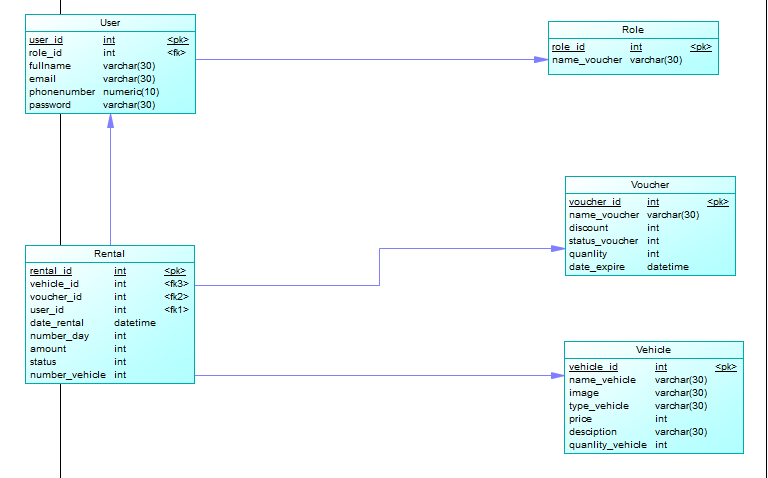 User
user_id int <pk>
role_id int <fk>
fullname varchar(30)
email varchar(30)
phonenumber numeric(10)
password varchar(30)
Role
role_id int <pk>
name_voucher varchar(30)
Voucher
voucher_id int <pk>
name_voucher varchar(30)
discount int
status_voucher int
quanlity int
date_expire datetime
Rental
rental_id int <pk>
vehicle_id int <fk3>
voucher_id int <fk2>
user_id int <fk1>
date_rental datetime
number_day int
amount int
status int
number_vehicle int
Vehicle
vehicle_id int <pk>
name_vehicle varchar(30)
image varchar(30)
type_vehicle varchar(30)
price int
desciption varchar(30)
quanlity_vehicle int